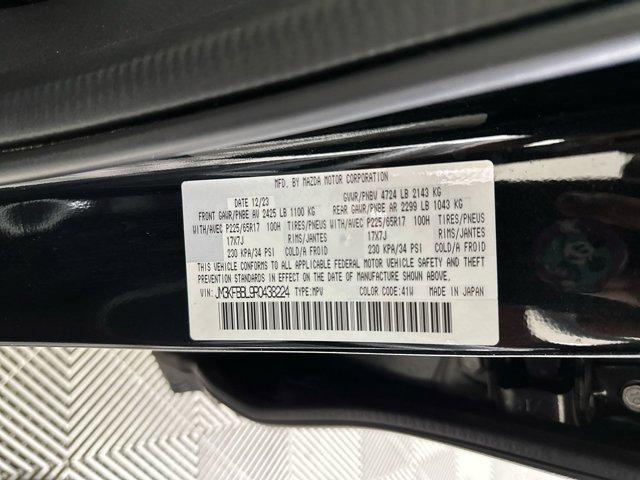 MFD. BY MAZDA MOTOR CORPORATION
DATE 12/23 GVWR/PNBV 4724 LB 2143 KG
FRONT GAWR/PNBE AV 2425 LB 1100 KG REAR GAWR/PNBE AR 2299 LB 1043 KG
WITH/AVEC P225/65R17 100H TIRES/PNEUS WITH/AVEC P225/65R17 100H TIRES/PNEUS
17X7J RIMS/JANTES 17X7J RIMS/JANTES
230 KPA/34 PSI COLD/A FROID 230 KPA/34 PSI COLD/A FROID
THIS VEHICLE CONFORMS TO ALL APPLICABLE FEDERAL MOTOR VEHICLE SAFETY, BUMPER, AND THEFT
PREVENTION STANDARDS IN EFFECT ON THE DATE OF MANUFACTURE SHOWN ABOVE.
VIN: JM3KFBBL9R0438224 TYPE:MPV COLOR CODE:41W MADE IN JAPAN